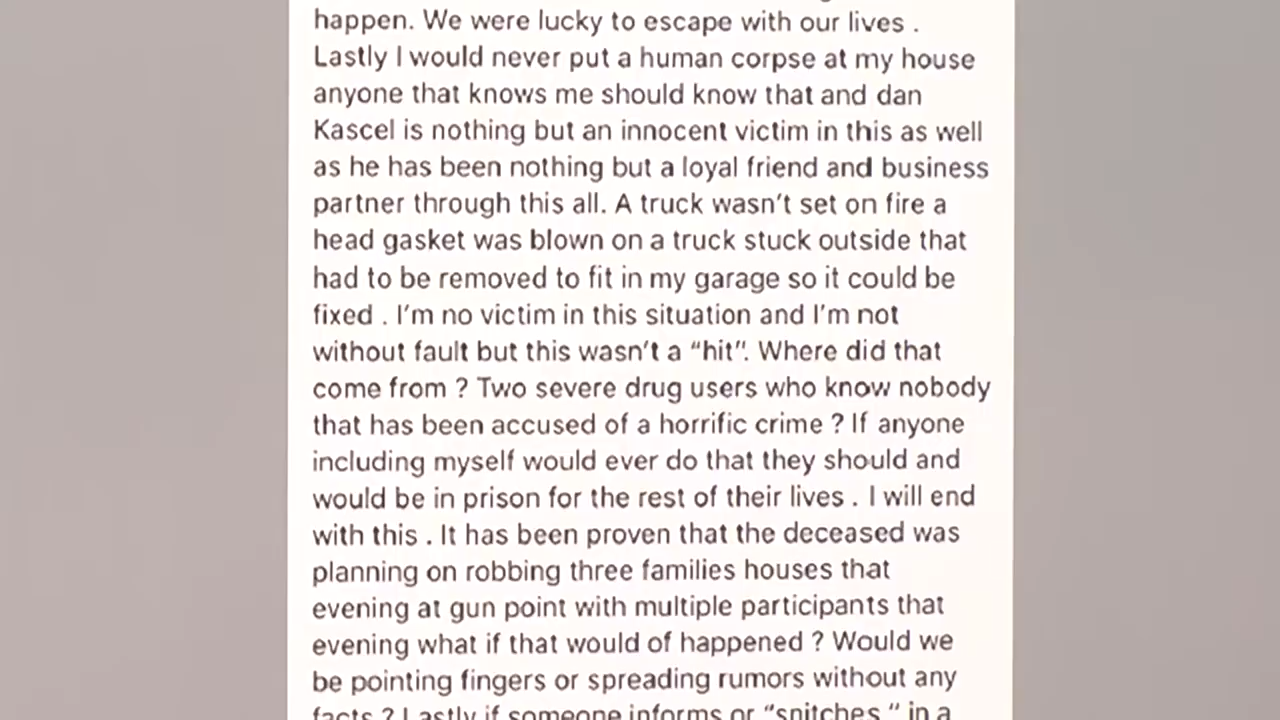 happen. We were lucky to escape with our lives .
Lastly I would never put a human corpse at my house
anyone that knows me should know that and dan
Kascel is nothing but an innocent victim in this as well
as he has been nothing but a loyal friend and business
partner through this all. A truck wasn't set on fire a
head gasket was blown on a truck stuck outside that
had to be removed to fit in my garage so it could be
fixed . I'm no victim in this situation and I'm not
without fault but this wasn't a “hit”. Where did that
come from ? Two severe drug users who know nobody
that has been accused of a horrific crime ? If anyone
including myself would ever do that they should and
would be in prison for the rest of their lives . I will end
with this . It has been proven that the deceased was
planning on robbing three families houses that
evening at gun point with multiple participants that
evening what if that would of happened ? Would we
be pointing fingers or spreading rumors without any
facts ? Lastly if someone informs or “snitches “ in a